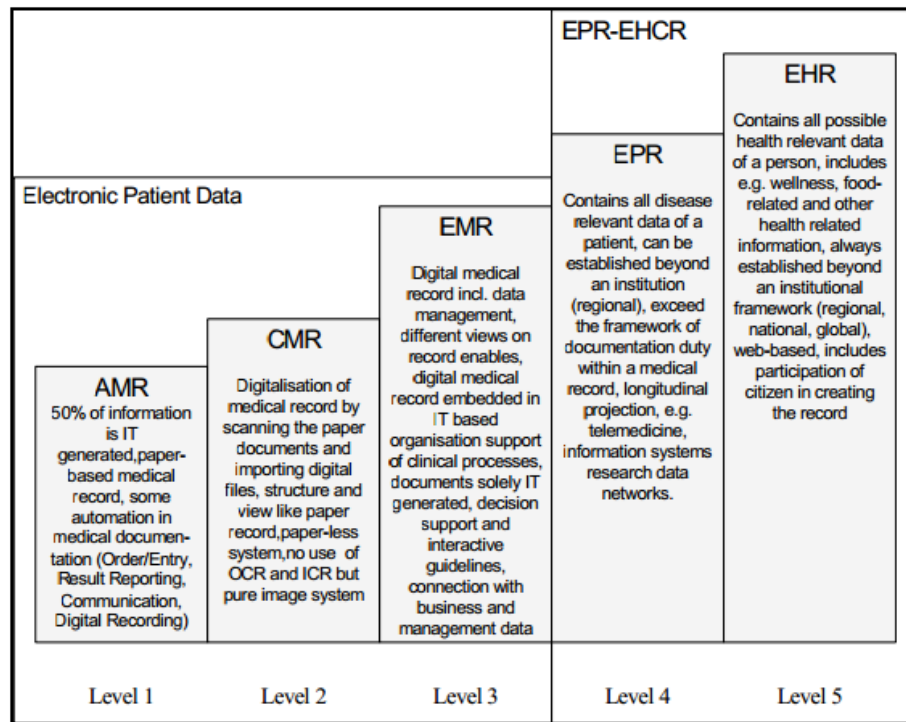 EPR-EHCR
EHR
Contains all possible
health relevant data
of a person, includes
e.g. wellness, food-
related and other
health related
information, always
established beyond
an institutional
framework (regional,
national, global),
web-based, includes
participation of
citizen in creating
the record
EPR
Contains all disease
relevant data of a
patient, can be
established beyond
an institution
(regional), exceed
the framework of
documentation duty
within a medical
record, longitudinal
projection, e.g.
telemedicine,
information systems
research data
networks.
Electronic Patient Data
EMR
Digital medical
record incl. data
management,
different views on
record enables,
digital medical
record embedded in
IT based
organisation support
of clinical processes,
documents solely IT
generated, decision
support and
interactive
guidelines,
connection with
business and
management data
CMR
Digitalisation of
medical record by
scanning the paper
documents and
importing digital
files, structure and
view like paper
record,paper-less
system,no use of
OCR and ICR but
pure image system
AMR
50% of information
is IT
generated,paper-
based medical
record, some
automation in
medical documen-
tation (Order/Entry,
Result Reporting,
Communication,
Digital Recording)
Level 1
Level 2
Level 3
Level 4
Level 5